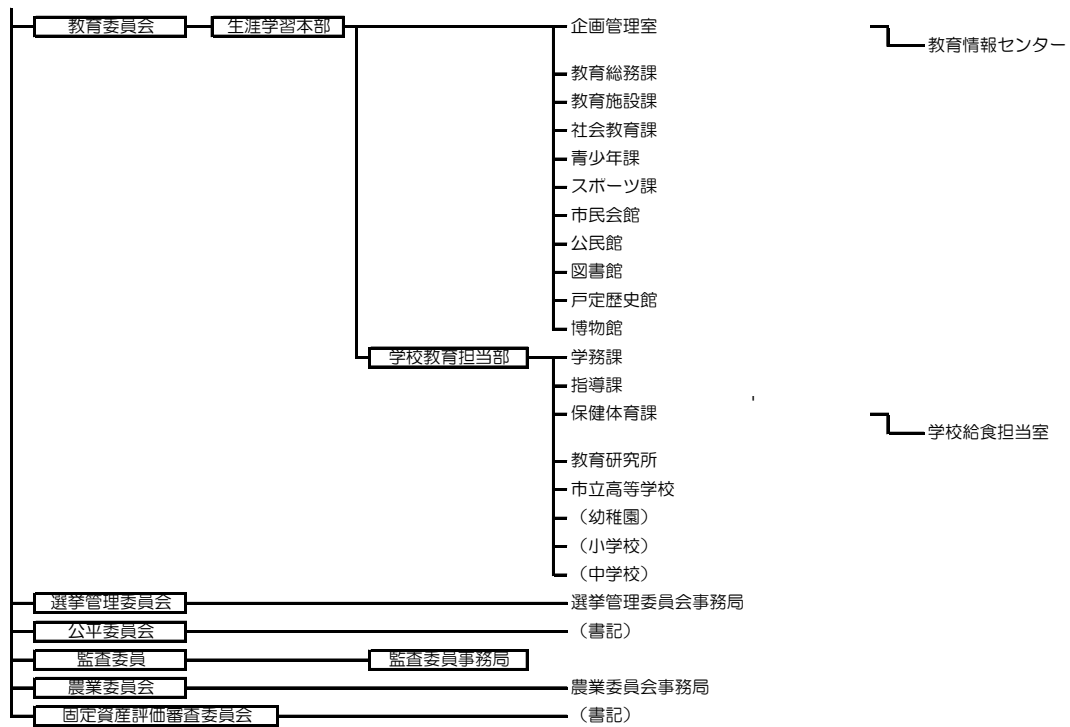 教育委員会 生涯学習本部 企画管理室
教育情報センター
教育総務課
教育施設課
社会教育課
青少年課
スポーツ課
市民会館
公民館
図書館
戸定歴史館
博物館
学校教育担当部 学務課
指導課
保健体育課
学校給食担当室
教育研究所
市立高等学校
（幼稚園）
（小学校）
（中学校）
選挙管理委員会 選挙管理委員会事務局
公平委員会 （書記）
監査委員 監査委員事務局
農業委員会 農業委員会事務局
固定資産評価審査委員会 （書記）